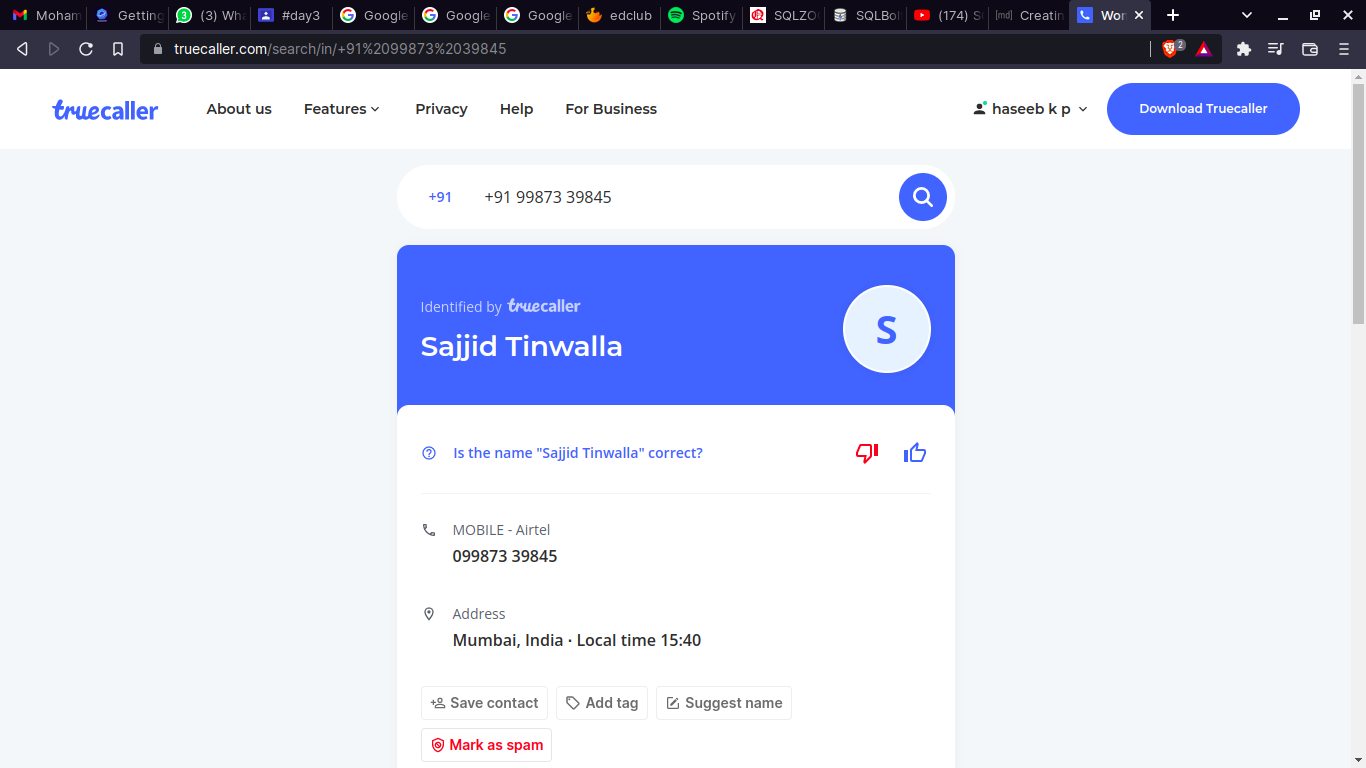 Moham
Getting
(3) Wha
#day3
Google
Google
Google
edclub
Spotify
SQLZO
SQLBol
(174) S
Creatin
Wor
truecaller.com/search/in/+91%2099873%2039845
2
truecaller
About us
Features
Privacy
Help
For Business
haseeb k p
Download Truecaller
+91
+91 99873 39845
Identified by truecaller
Sajjid Tinwalla
S
Is the name "Sajjid Tinwalla" correct?
MOBILE - Airtel
099873 39845
Address
Mumbai, India · Local time 15:40
Save contact
Add tag
Suggest name
Mark as spam